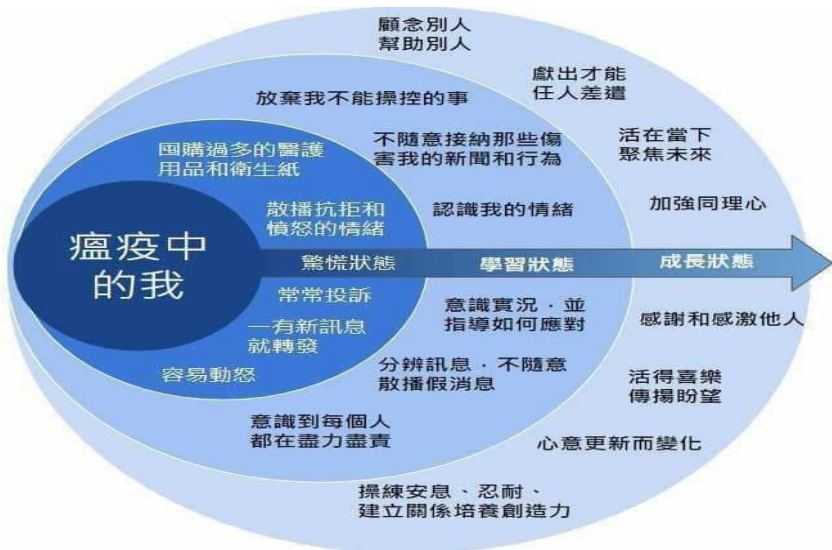 顧念別人
幫助別人
獻出才能
任人差遣
放棄我不能操控的事
活在當下
聚焦未來
不隨意接納那些傷
害我的新聞和行為
囤購過多的醫護
用品和衛生紙
加強同理心
認識我的情緒
散播抗拒和
憤怒的情緒
瘟疫中
的我
驚慌狀態
學習狀態
成長狀態
常常投訴
意識實況，並
指導如何應對
感謝和感激他人
一有新訊息
就轉發
分辨訊息，不隨意
散播假消息
容易動怒
活得喜樂
傳揚盼望
意識到每個人
都在盡力盡責
心意更新而變化
操練安息、忍耐、
建立關係培養創造力